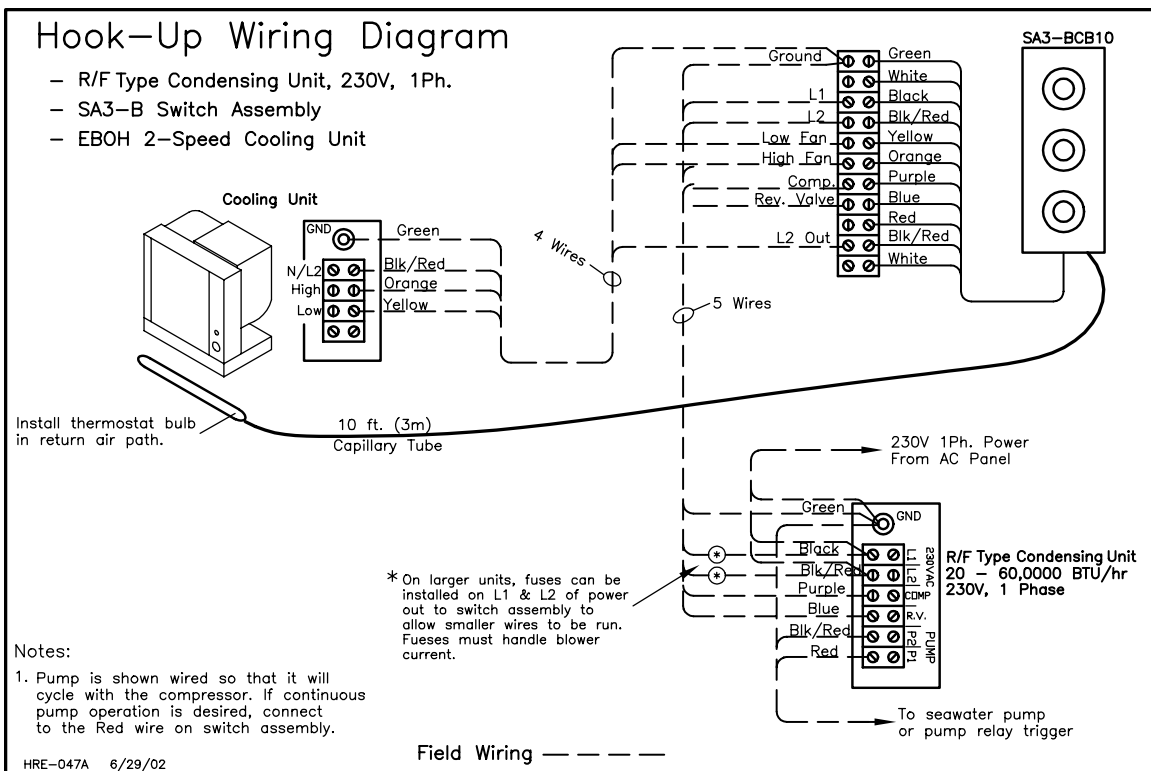 Hook-Up Wiring Diagram
- R/F Type Condensing Unit, 230V, 1Ph.
- SA3-B Switch Assembly
- EBOH 2-Speed Cooling Unit
SA3-BCB10
Ground
Green
White
L1
Black
L2
Blk/Red
Low Fan
Yellow
High Fan
Orange
Comp.
Purple
Rev. Valve
Blue
Red
L2 Out
Blk/Red
White
Cooling Unit
GND
Green
N/L2
Blk/Red
High
Orange
Low
Yellow
4 Wires
5 Wires
Install thermostat bulb
in return air path.
10 ft. (3m)
Capillary Tube
230V 1Ph. Power
From AC Panel
Green
GND
Black
L1
230VAC
Blk/Red
L2
Purple
COMP
Blue
R.V.
Blk/Red
P2
PUMP
Red
P1
R/F Type Condensing Unit
20 - 60,0000 BTU/hr
230V, 1 Phase
*
*
* On larger units, fuses can be
installed on L1 & L2 of power
out to switch assembly to
allow smaller wires to be run.
Fueses must handle blower
current.
To seawater pump
or pump relay trigger
Notes:
1. Pump is shown wired so that it will
cycle with the compressor. If continuous
pump operation is desired, connect
to the Red wire on switch assembly.
Field Wiring
HRE-047A 6/29/02